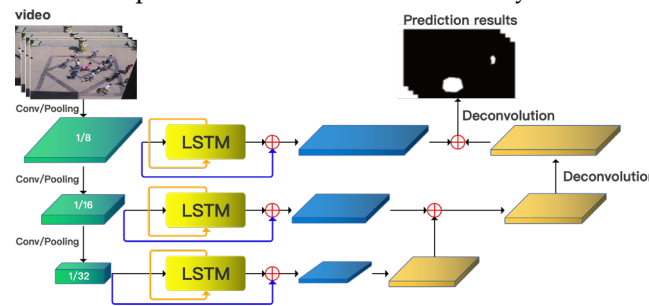 video
Prediction results
Conv/Pooling
1/8
LSTM
Deconvolution
Conv/Pooling
1/16
LSTM
Deconvolution
Conv/Pooling
1/32
LSTM